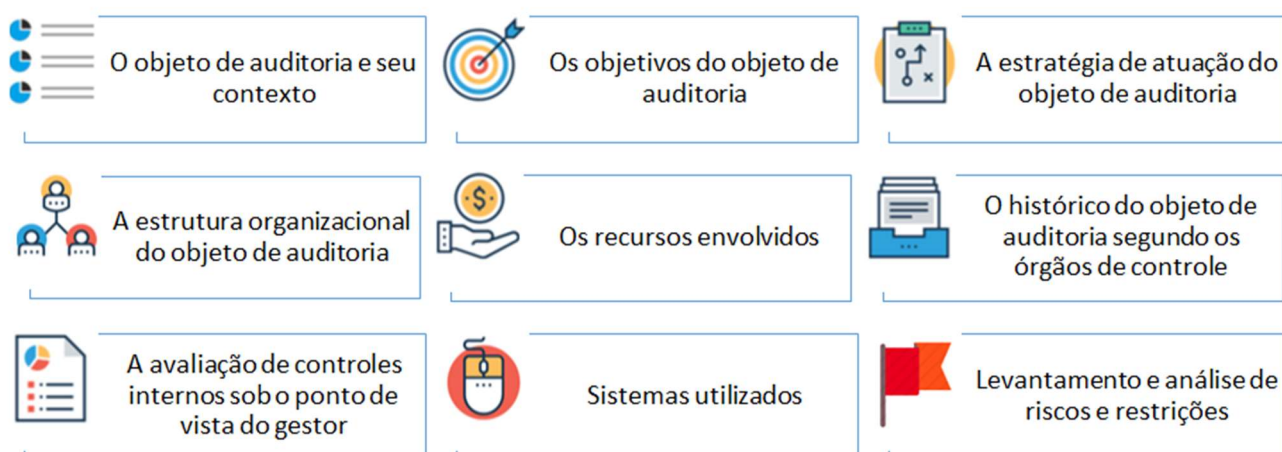 O objeto de auditoria e seu
contexto
Os objetivos do objeto de
auditoria
A estratégia de atuação do
objeto de auditoria
A estrutura organizacional
do objeto de auditoria
Os recursos envolvidos
O histórico do objeto de
auditoria segundo os
órgãos de controle
A avaliação de controles
internos sob o ponto de
vista do gestor
Sistemas utilizados
Levantamento e análise de
riscos e restrições